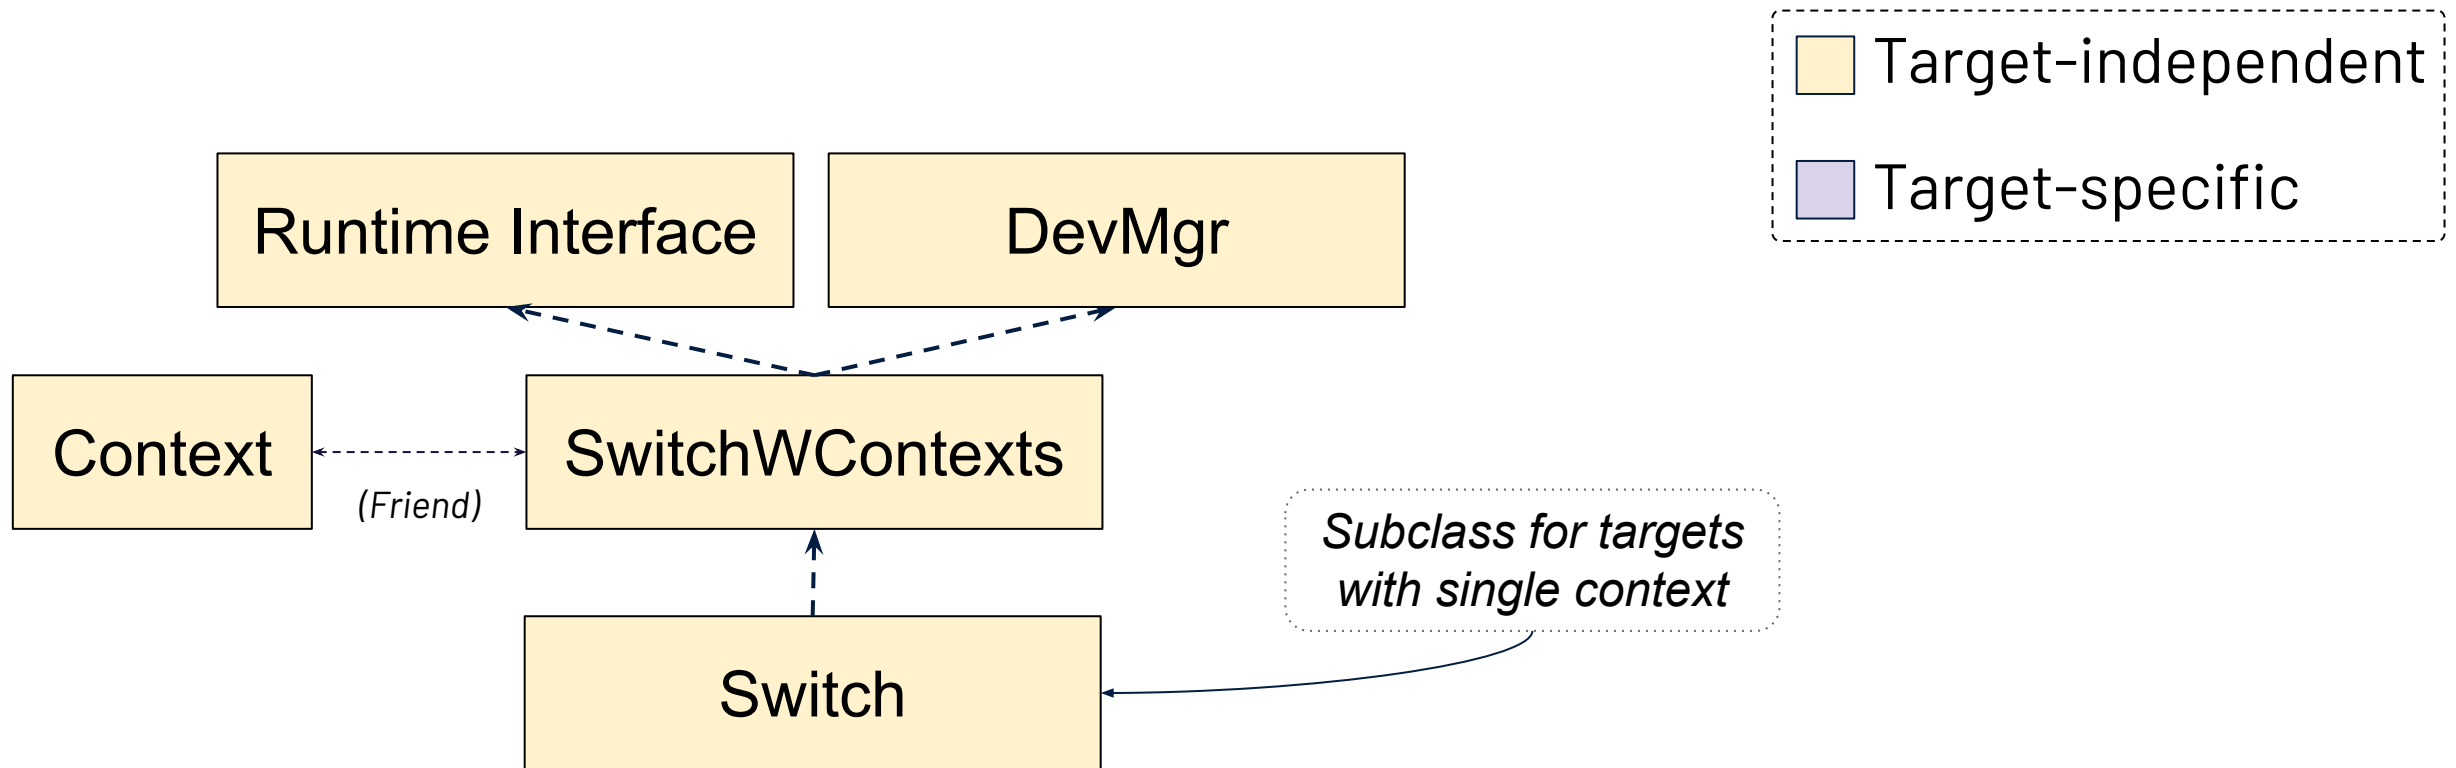 Target-independent
Target-specific
Runtime Interface
DevMgr
Context
(Friend)
SwitchWContexts
Subclass for targets
with single context
Switch